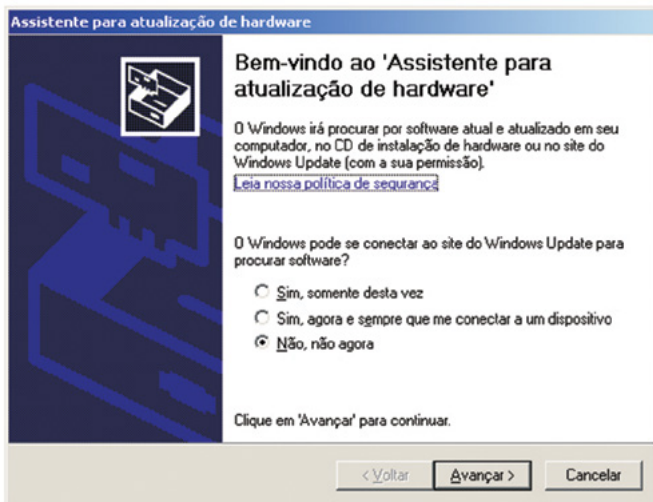 Assistente para atualização de hardware
Bem-vindo ao 'Assistente para
atualização de hardware'
O Windows irá procurar por software atual e atualizado em seu
computador, no CD de instalação de hardware ou no site do
Windows Update (com a sua permissão).
Leia nossa política de segurança
O Windows pode se conectar ao site do Windows Update para
procurar software?
Sim, somente desta vez
Sim, agora e sempre que me conectar a um dispositivo
Não, não agora
Clique em 'Avançar' para continuar.
< Voltar Avançar > Cancelar